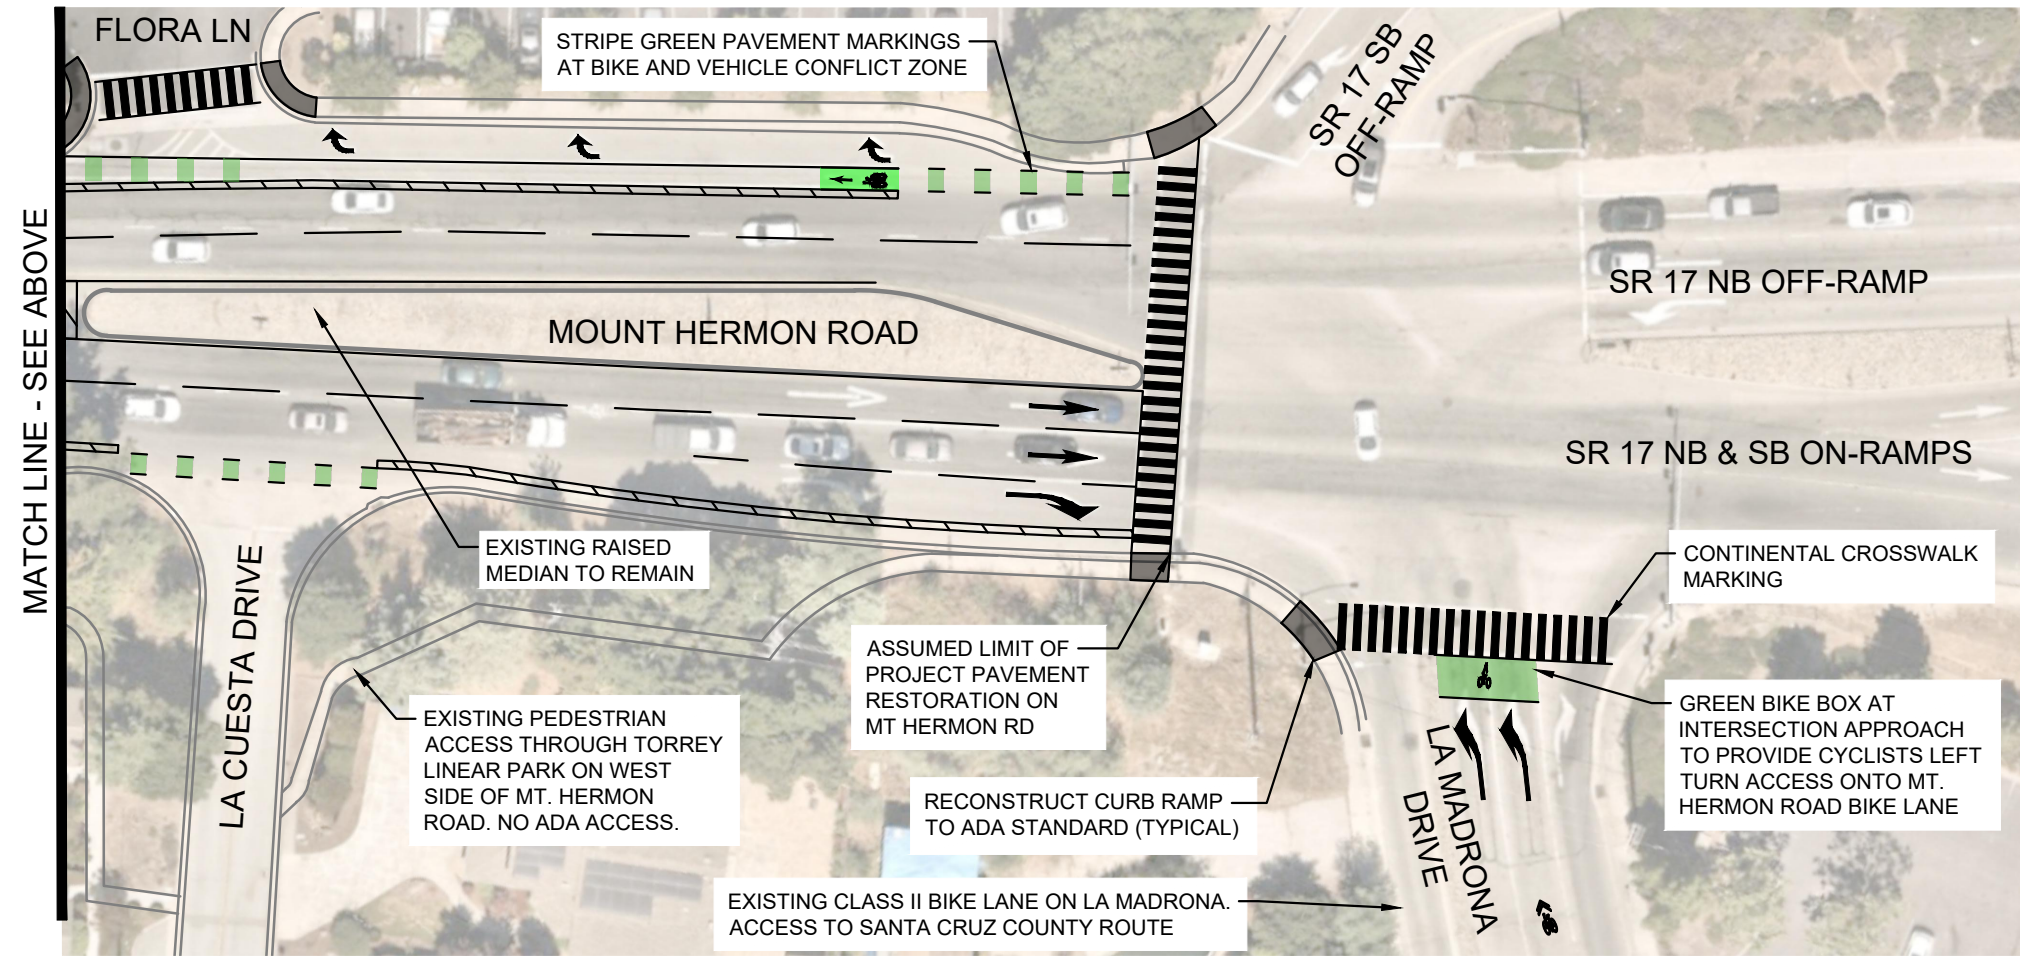 FLORA LN
STRIPE GREEN PAVEMENT MARKINGS
AT BIKE AND VEHICLE CONFLICT ZONE
SR 17 SB
OFF-RAMP
SR 17 NB OFF-RAMP
MOUNT HERMON ROAD
MATCH LINE - SEE ABOVE
SR 17 NB & SB ON-RAMPS
EXISTING RAISED
MEDIAN TO REMAIN
CONTINENTAL CROSSWALK
MARKING
LA CUESTA DRIVE
ASSUMED LIMIT OF
PROJECT PAVEMENT
RESTORATION ON
MT HERMON RD
EXISTING PEDESTRIAN
ACCESS THROUGH TORREY
LINEAR PARK ON WEST
SIDE OF MT. HERMON
ROAD. NO ADA ACCESS.
GREEN BIKE BOX AT
INTERSECTION APPROACH
TO PROVIDE CYCLISTS LEFT
TURN ACCESS ONTO MT.
HERMON ROAD BIKE LANE
RECONSTRUCT CURB RAMP
TO ADA STANDARD (TYPICAL)
LA MADRONA
DRIVE
EXISTING CLASS II BIKE LANE ON LA MADRONA.
ACCESS TO SANTA CRUZ COUNTY ROUTE